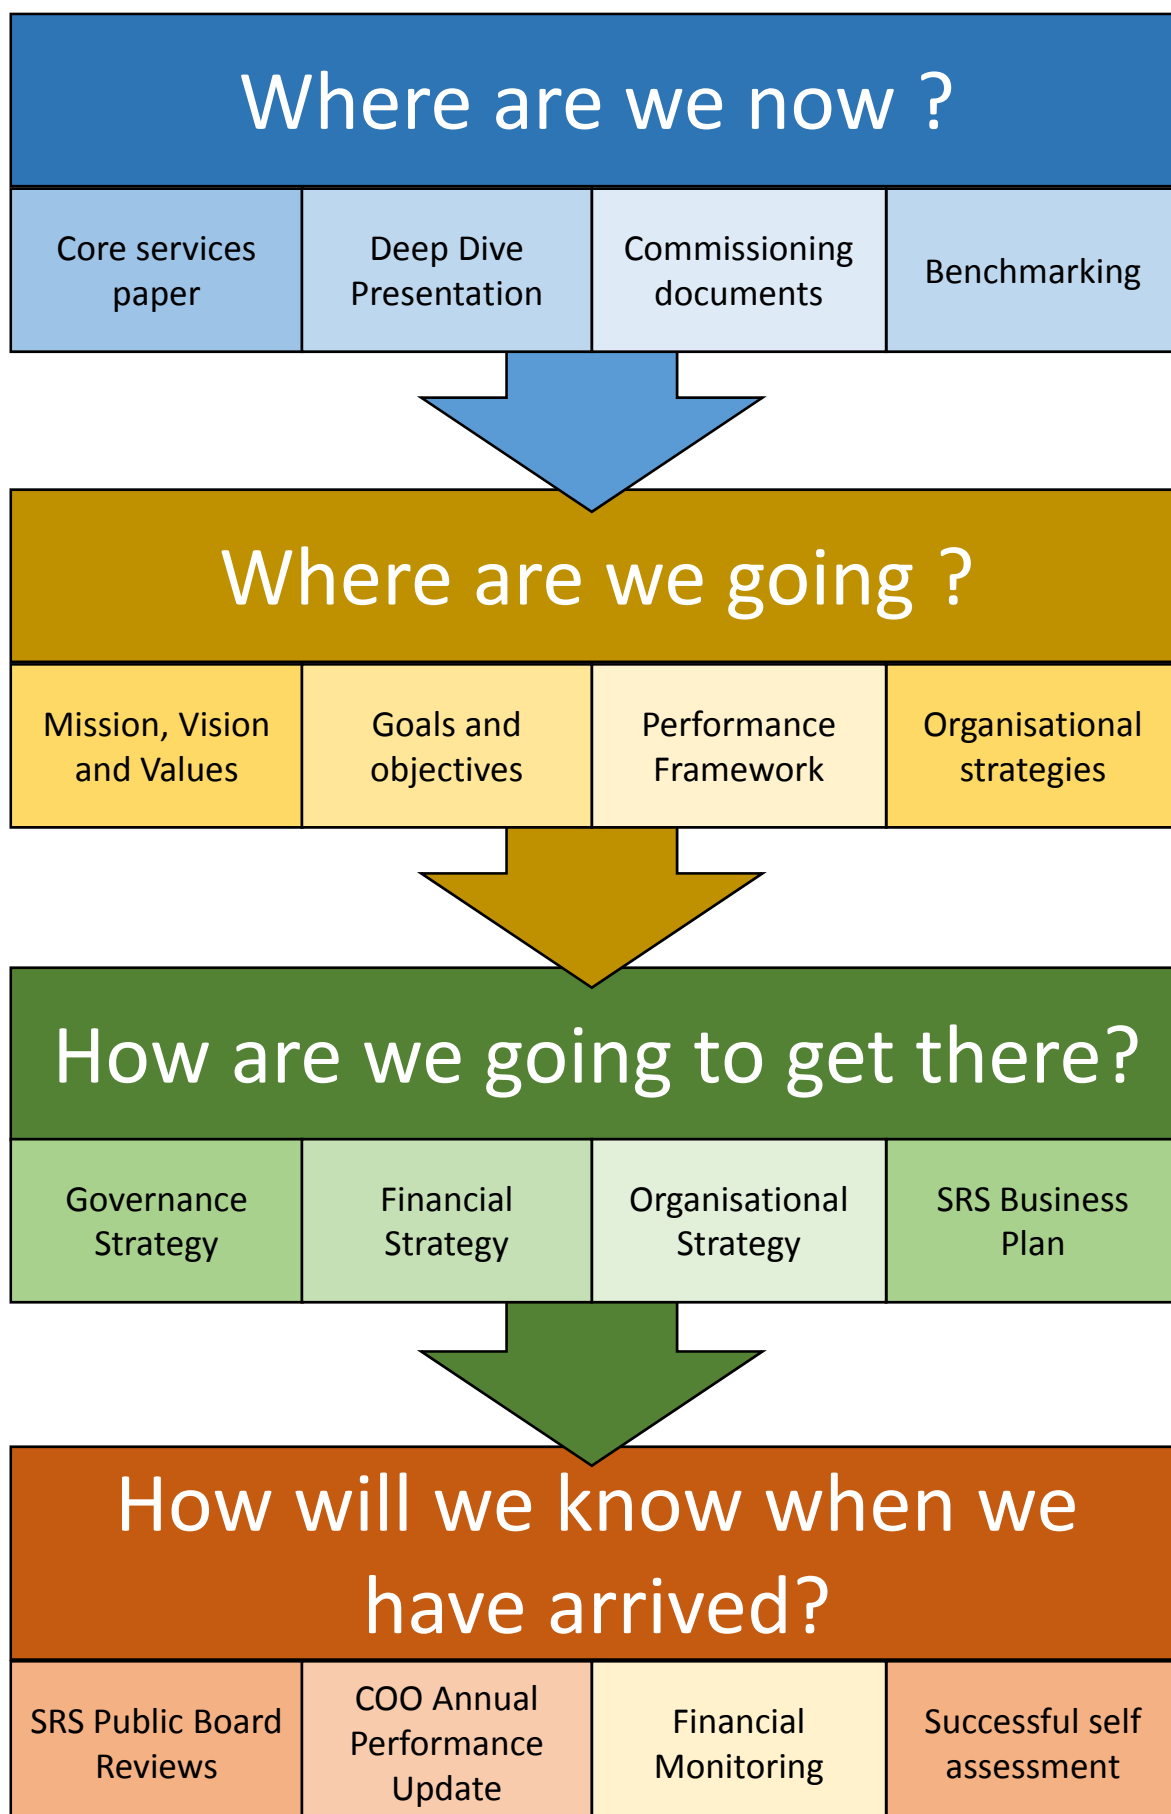 Where are we now ?
Core services
paper
Deep Dive
Presentation
Commissioning
documents
Benchmarking
Where are we going ?
Mission, Vision
and Values
Goals and
objectives
Performance
Framework
Organisational
strategies
How are we going to get there?
Governance
Strategy
Financial
Strategy
Organisational
Strategy
SRS Business
Plan
How will we know when we
have arrived?
SRS Public Board
Reviews
COO Annual
Performance
Update
Financial
Monitoring
Successful self
assessment